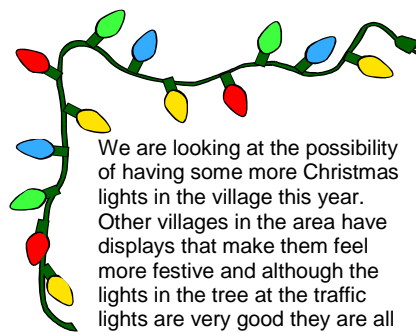 We are looking at the possibility
of having some more Christmas
lights in the village this year.
Other villages in the area have
displays that make them feel
more festive and although the
lights in the tree at the traffic
lights are very good they are all